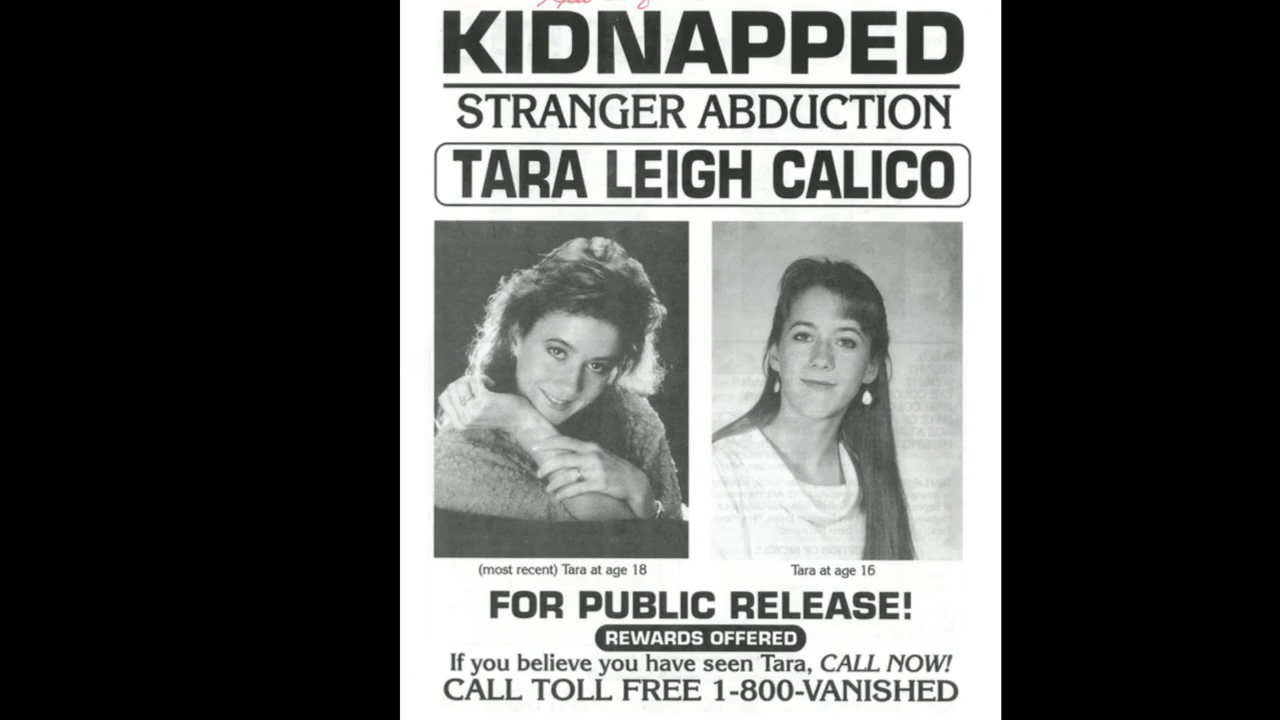 KIDNAPPED
STRANGER ABDUCTION
TARA LEIGH CALICO
(most recent) Tara at age 18
Tara at age 16
FOR PUBLIC RELEASE!
REWARDS OFFERED
If you believe you have seen Tara, CALL NOW!
CALL TOLL FREE 1-800-VANISHED